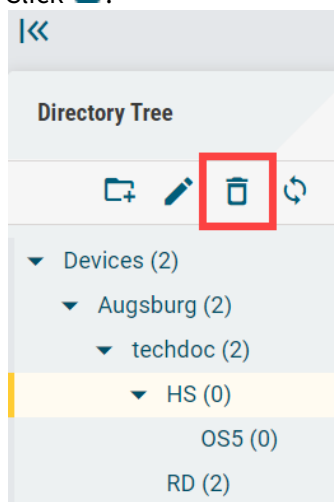 Directory Tree
Devices (2)
Augsburg (2)
techdoc (2)
HS (0)
OS5 (0)
RD (2)